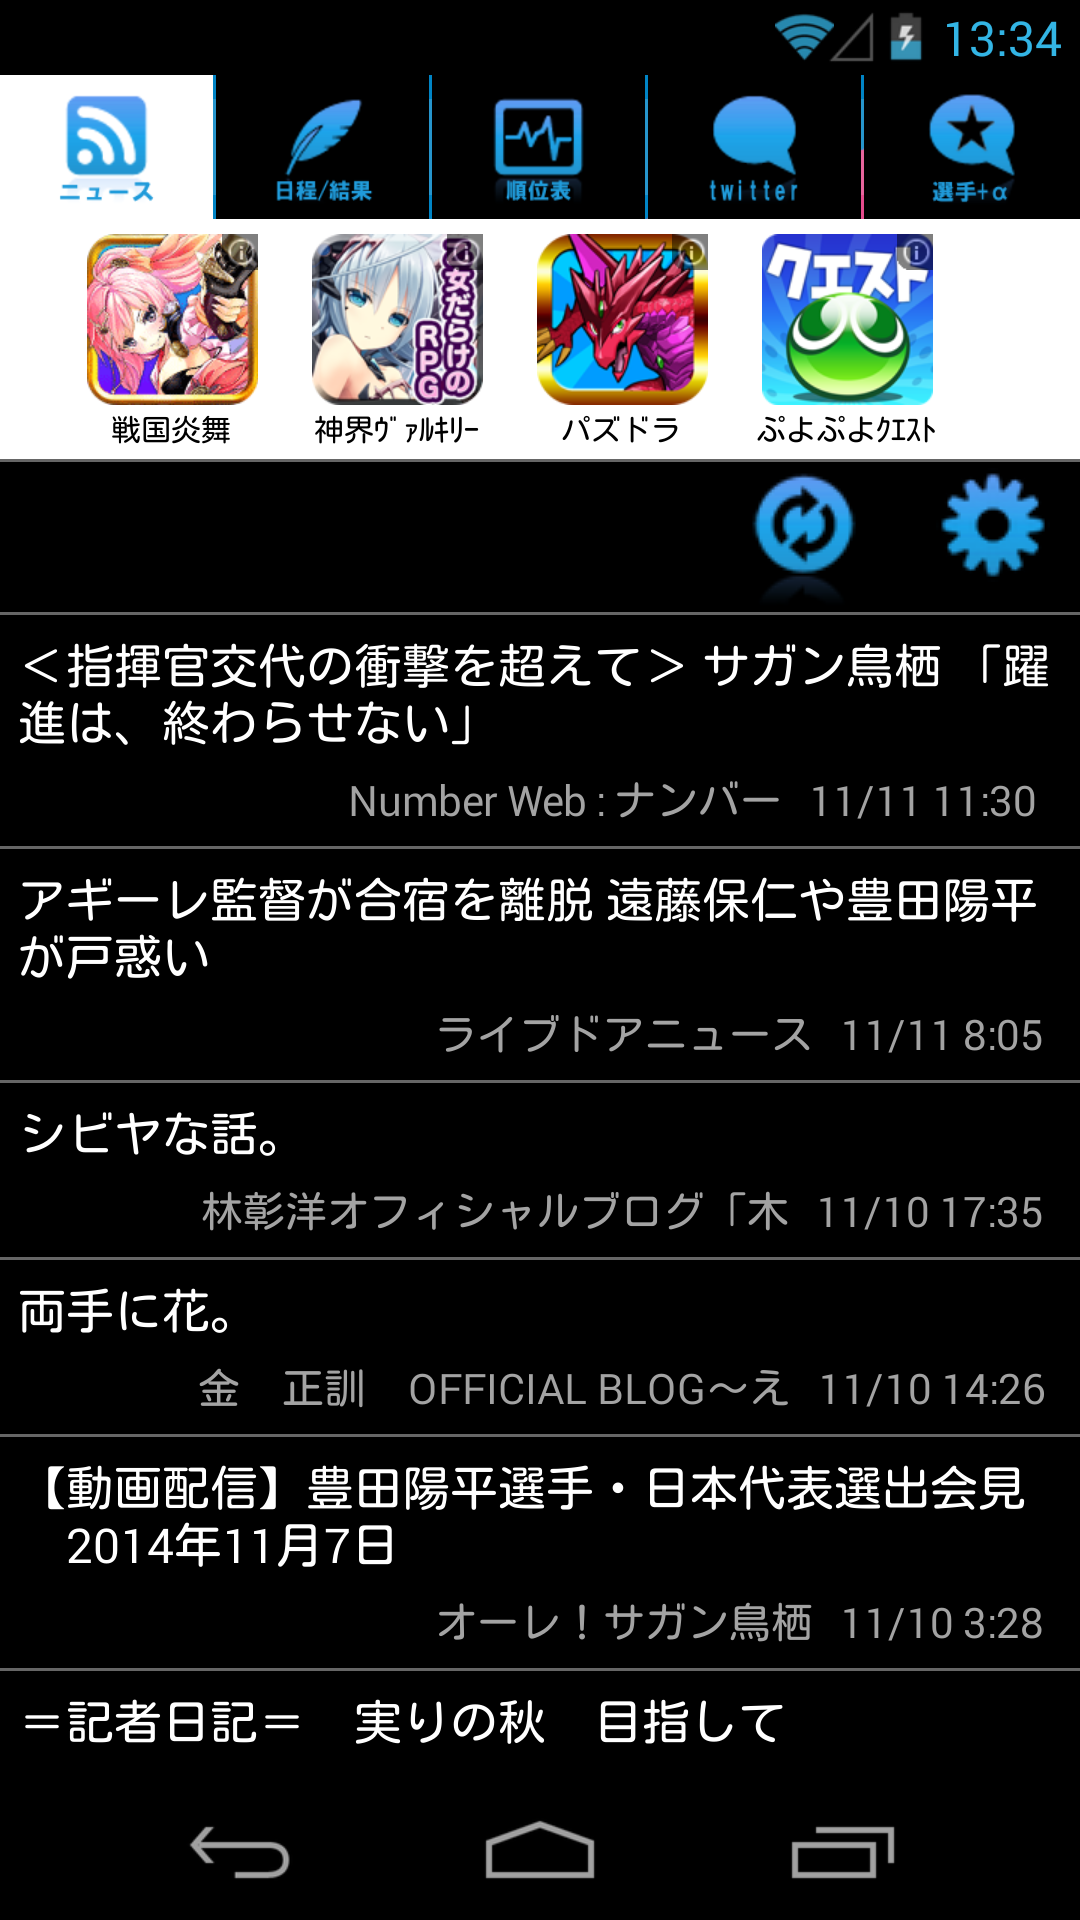 13:34
ニュース
日程/結果
順位表
twitter
選手+α
女だらけの
RPG
クエスト
戦国炎舞
神界ヴァルキリー
パズドラ
ぷよぷよクエスト
＜指揮官交代の衝撃を超えて＞ サガン鳥栖 「躍
進は、終わらせない」
Number Web : ナンバー 11/11 11:30
アギーレ監督が合宿を離脱 遠藤保仁や豊田陽平
が戸惑い
ライブドアニュース 11/11 8:05
シビヤな話。
林彰洋オフィシャルブログ「木 11/10 17:35
両手に花。
金　正訓　OFFICIAL BLOG～え 11/10 14:26
【動画配信】豊田陽平選手・日本代表選出会見
　2014年11月7日
オーレ！サガン鳥栖 11/10 3:28
＝記者日記＝　実りの秋　目指して